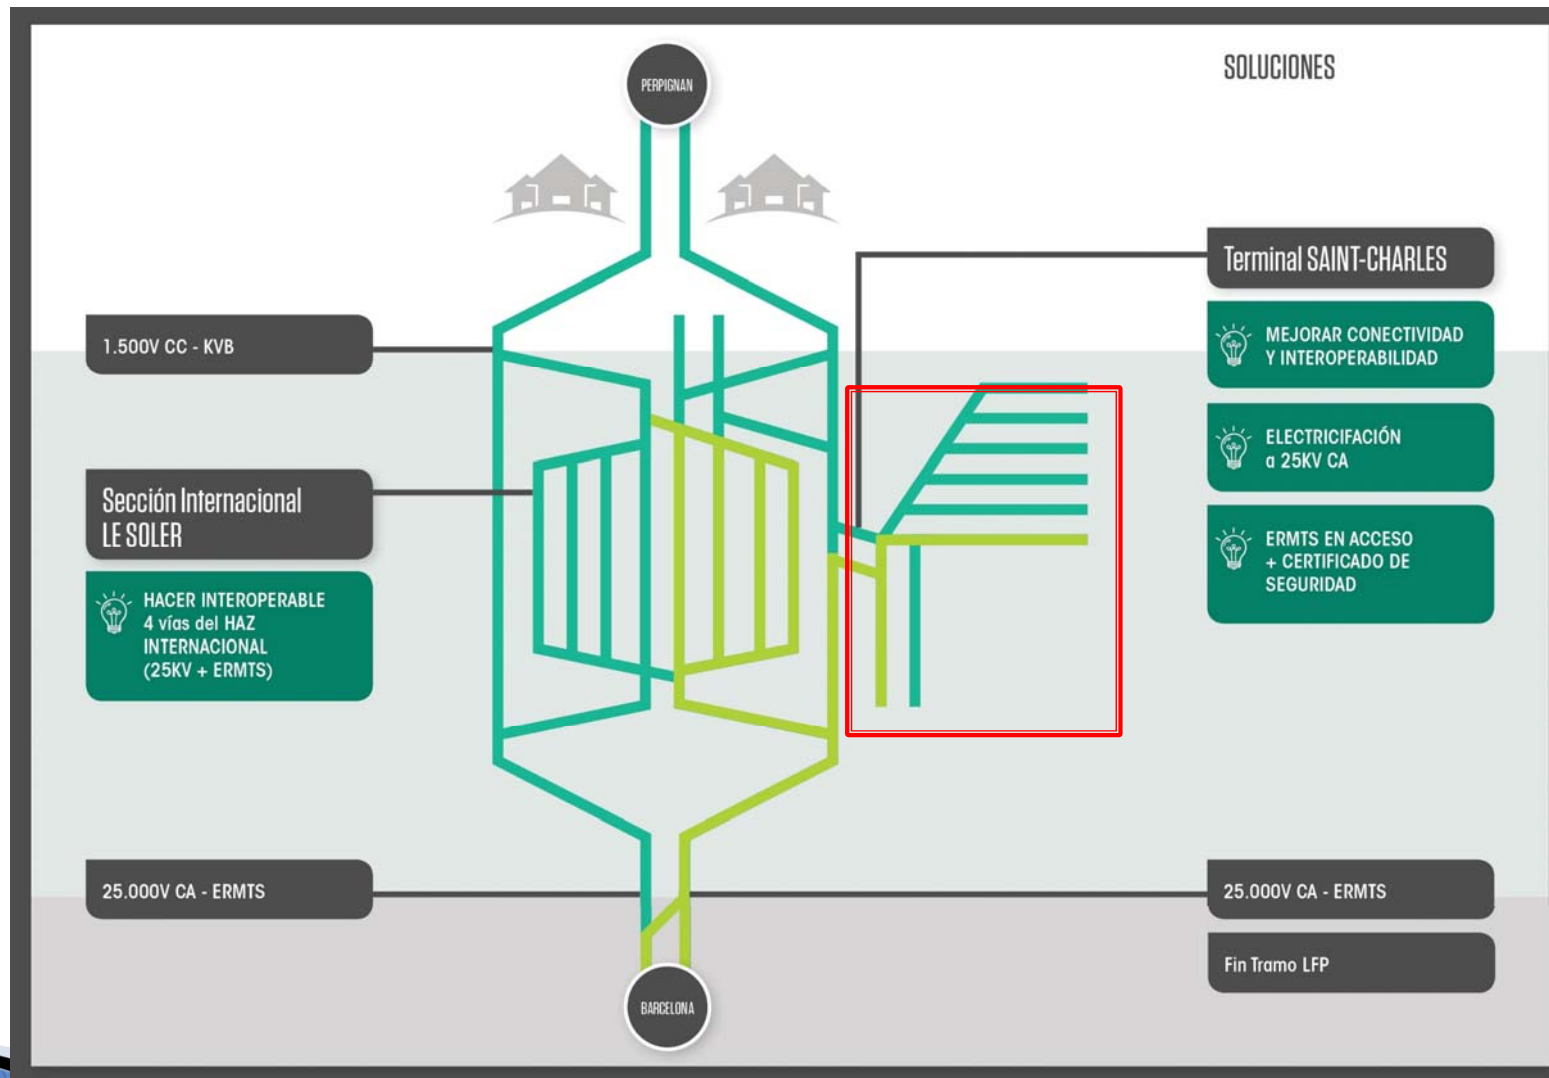 PERPIGNAN
SOLUCIONES
Terminal SAINT-CHARLES
MEJORAR CONECTIVIDAD
Y INTEROPERABILIDAD
1.500V CC - KVB
ELECTRICIFACIÓN
a 25KV CA
Sección Internacional
LE SOLER
ERMTS EN ACCESO
+ CERTIFICADO DE
SEGURIDAD
HACER INTEROPERABLE
4 vías del HAZ
INTERNACIONAL
(25KV + ERMTS)
25.000V CA - ERMTS
25.000V CA - ERMTS
Fin Tramo LFP
BARCELONA